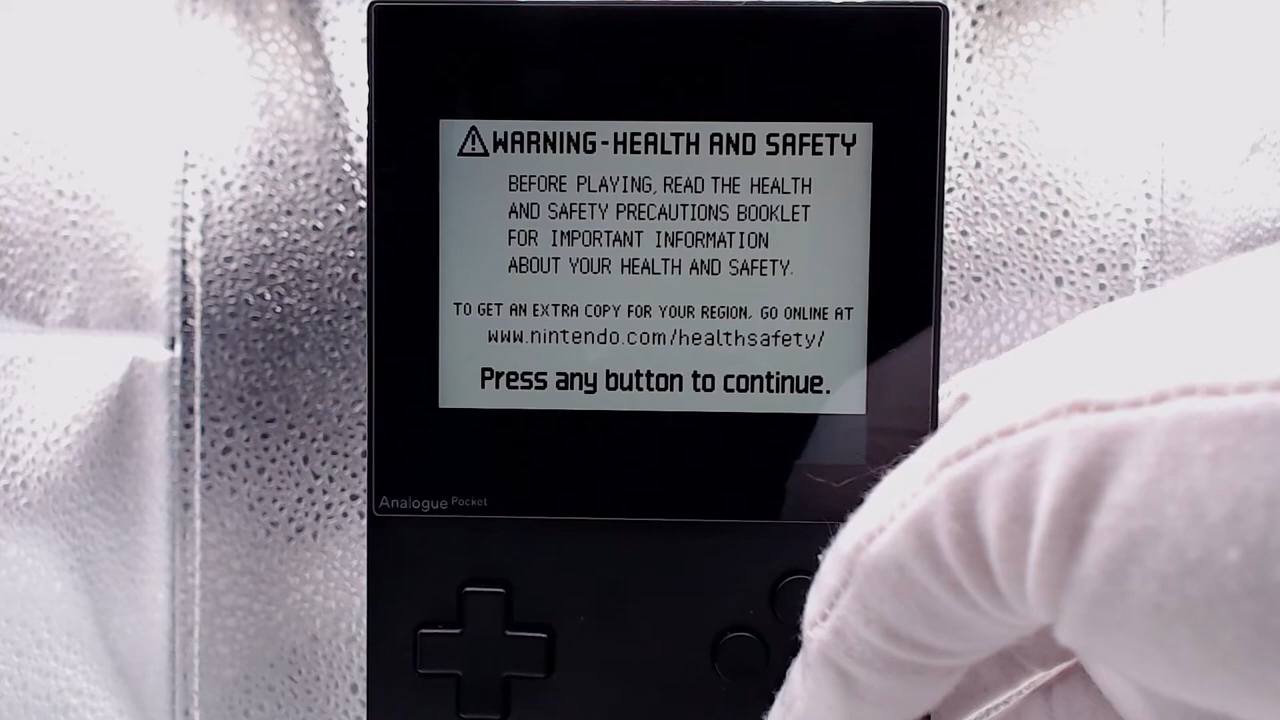 WARNING-HEALTH AND SAFETY
BEFORE PLAYING, READ THE HEALTH
AND SAFETY PRECAUTIONS BOOKLET
FOR IMPORTANT INFORMATION
ABOUT YOUR HEALTH AND SAFETY.
TO GET AN EXTRA COPY FOR YOUR REGION, GO ONLINE AT
www.nintendo.com/healthsafety/
Press any button to continue.
Analogue Pocket